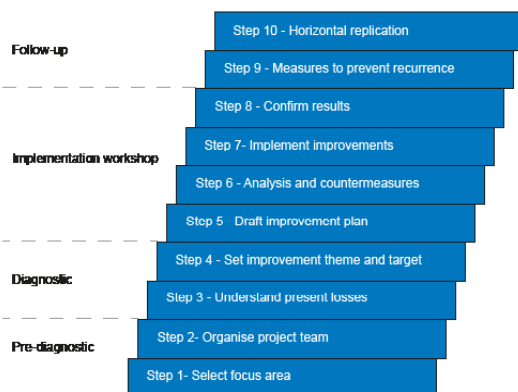 Step 10 - Horizontal replication
Follow-up
Step 9 - Measures to prevent recurrence
Step 8 - Confirm results
Step 7- Implement improvements
Implementation workshop
Step 6 - Analysis and countermeasures
Step 5 - Draft improvement plan
Step 4 - Set improvement theme and target
Diagnostic
Step 3 - Understand present losses
Step 2- Organise project team
Pre-diagnostic
Step 1- Select focus area